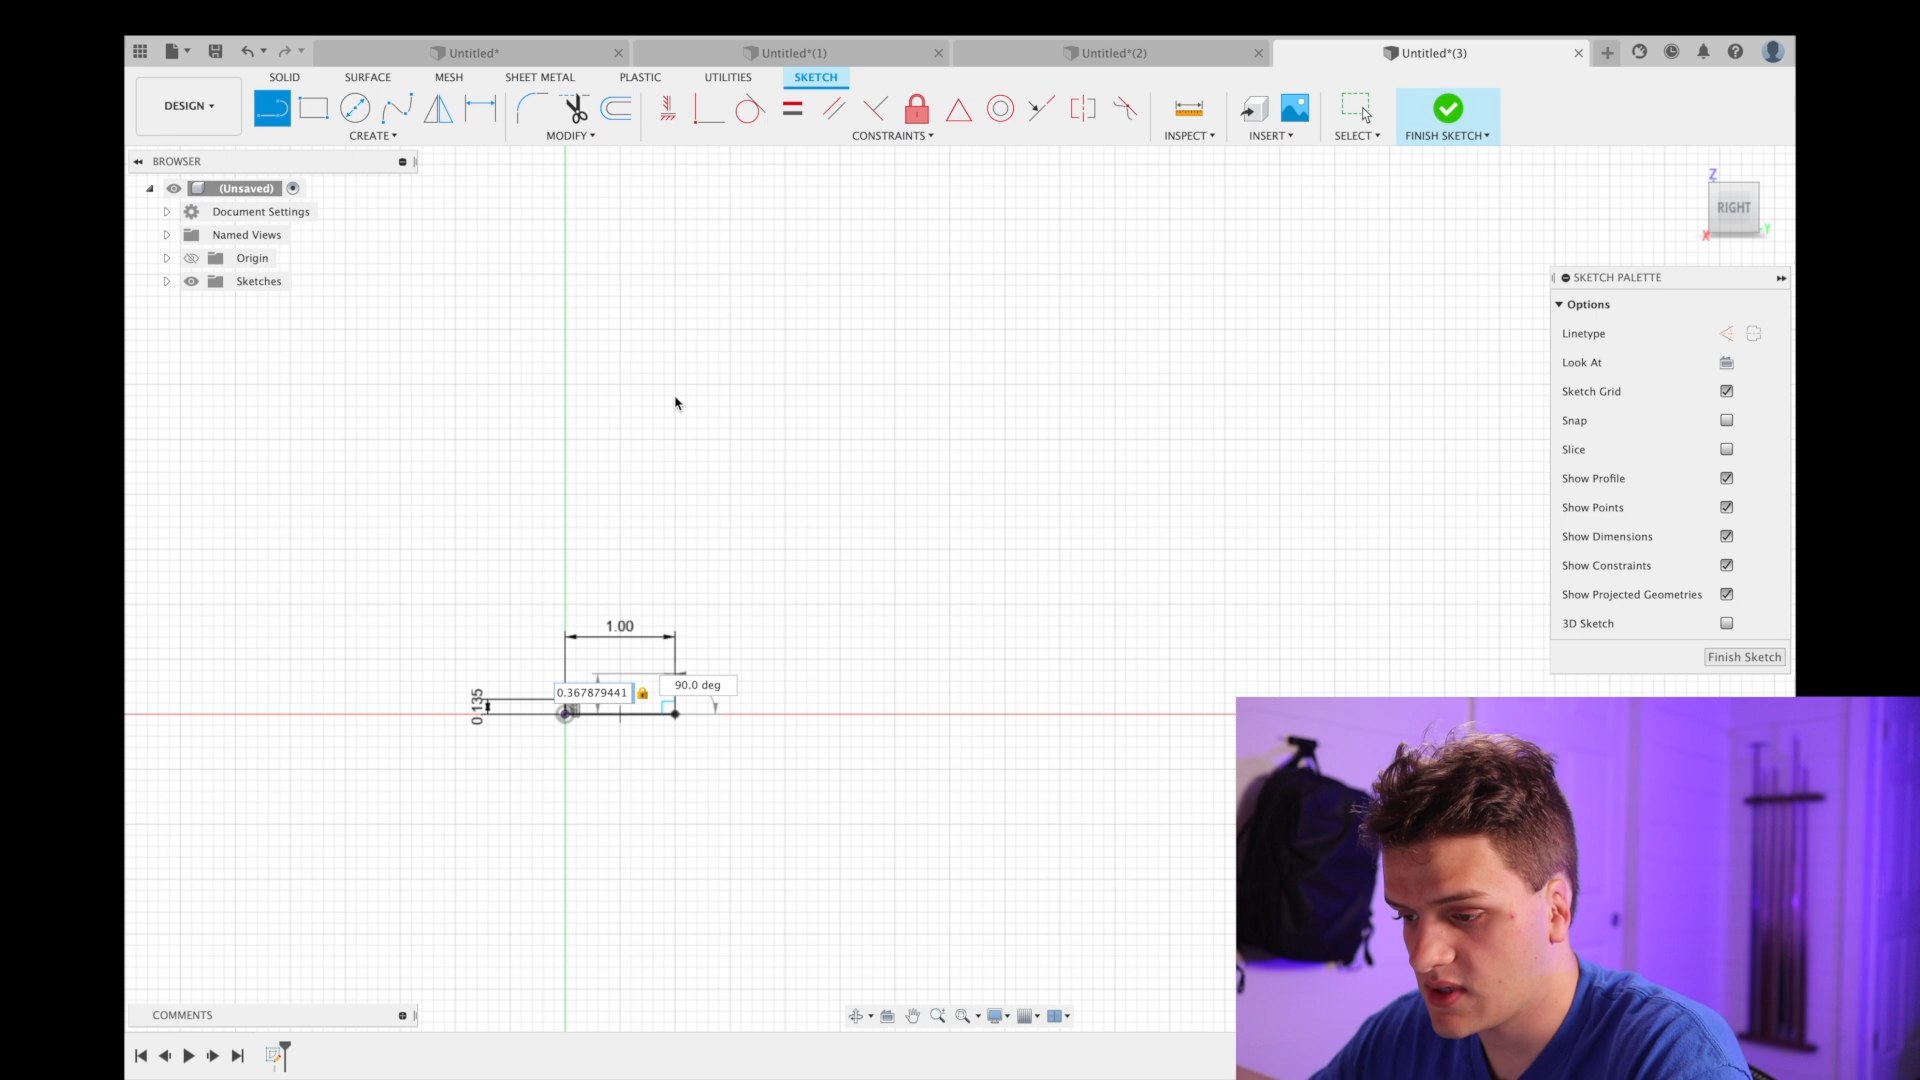 Untitled*
Untitled*(1)
Untitled*(2)
Untitled*(3)
DESIGN
SOLID
SURFACE
MESH
SHEET METAL
PLASTIC
UTILITIES
SKETCH
CREATE
MODIFY
CONSTRAINTS
INSPECT
INSERT
SELECT
FINISH SKETCH
BROWSER
(Unsaved)
Document Settings
Named Views
Origin
Sketches
Z
RIGHT
X
Y
SKETCH PALETTE
Options
Linetype
Look At
Sketch Grid
Snap
Slice
Show Profile
Show Points
Show Dimensions
Show Constraints
Show Projected Geometries
3D Sketch
Finish Sketch
1.00
0.135
0.367879441
90.0 deg
COMMENTS